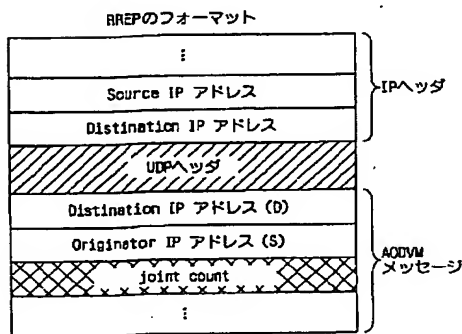 RREPのフォーマット
⋮
Source IP アドレス
Distination IP アドレス
IPヘッダ
UDPヘッダ
Distination IP アドレス (D)
Originator IP アドレス (S)
joint count
⋮
AODVM
メッセージ